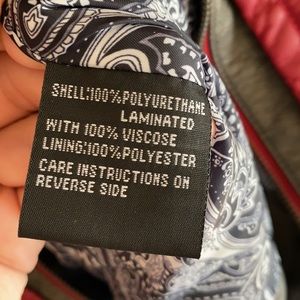 SHELL:100%POLYURETHANE
LAMINATED
WITH 100% VISCOSE
LINING:100%POLYESTER
CARE INSTRUCTIONS ON
REVERSE SIDE